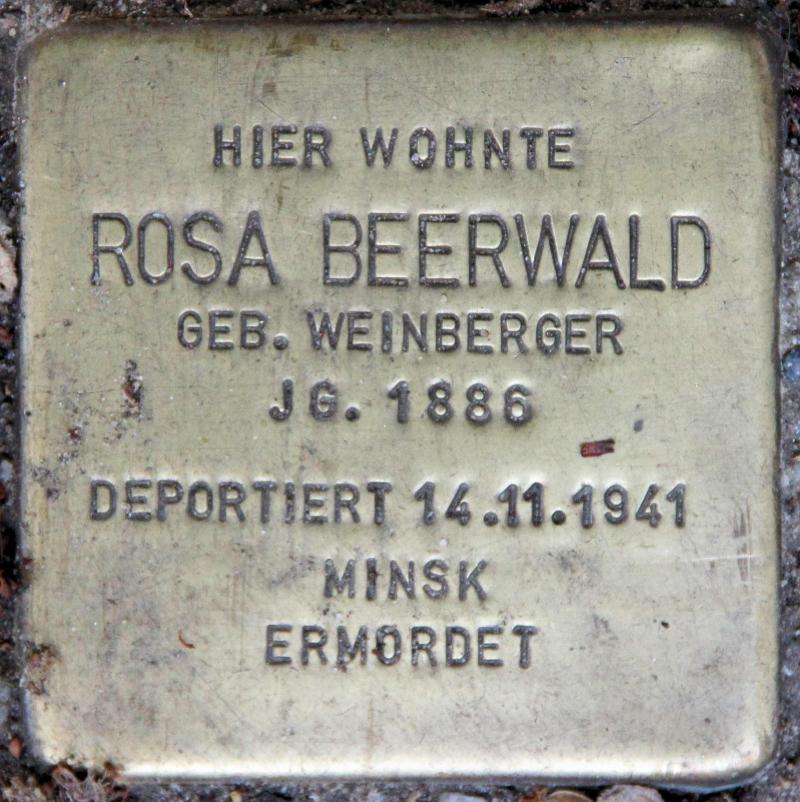 HIER WOHNTE
ROSA BEERWALD
GEB. WEINBERGER
JG. 1886
DEPORTIERT 14.11.1941
MINSK
ERMORDET